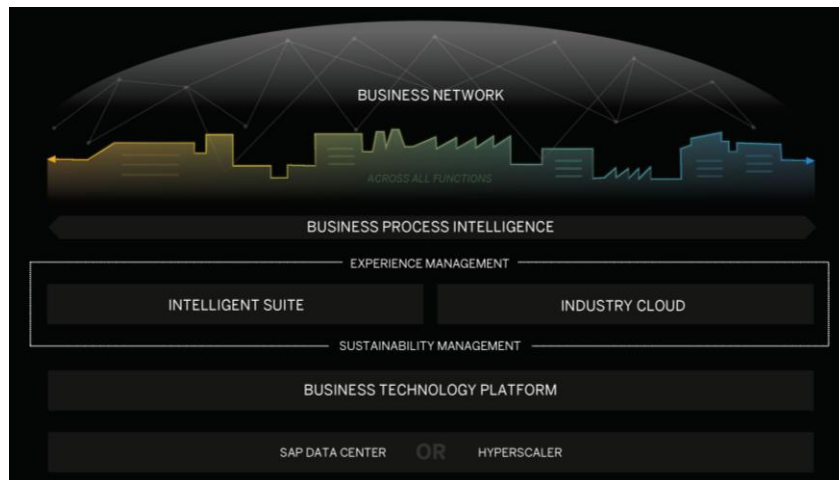 BUSINESS NETWORK
ACROSS ALL FUNCTIONS
BUSINESS PROCESS INTELLIGENCE
EXPERIENCE MANAGEMENT
INTELLIGENT SUITE INDUSTRY CLOUD
SUSTAINABILITY MANAGEMENT
BUSINESS TECHNOLOGY PLATFORM
SAP DATA CENTER OR HYPERSCALER